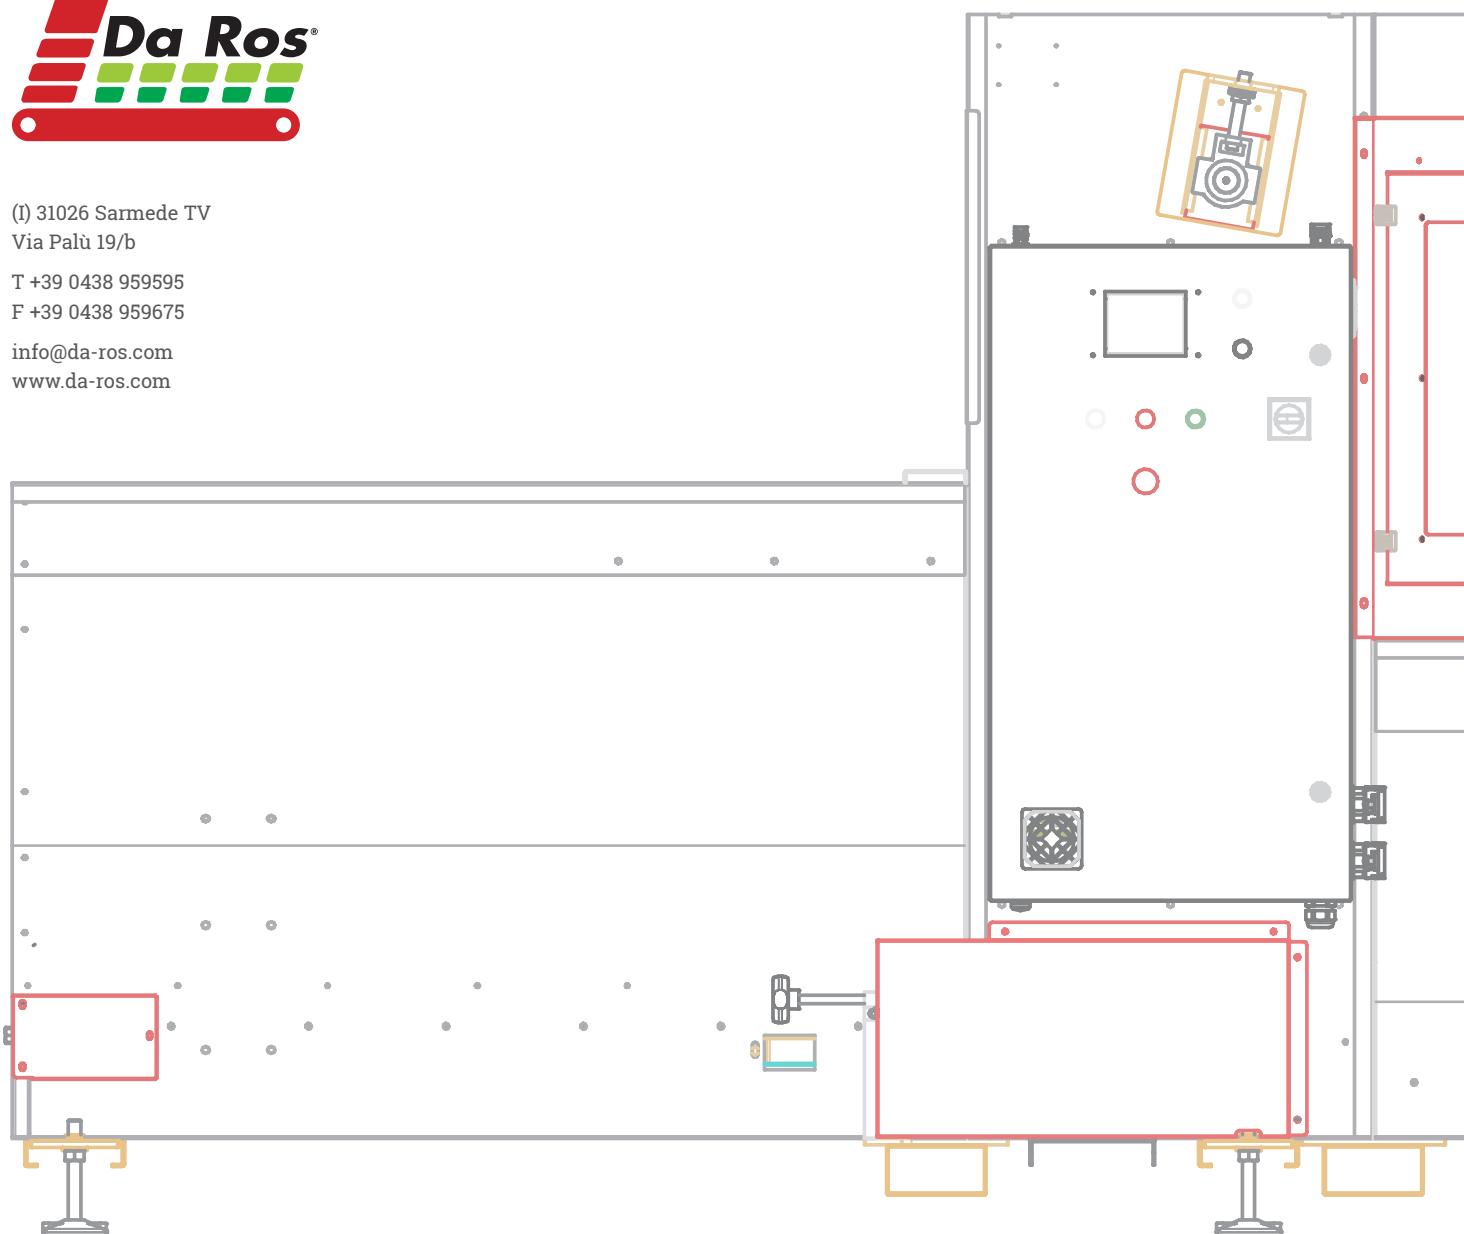 Da Ros®
(I) 31026 Sarmede TV
Via Palù 19/b
T +39 0438 959595
F +39 0438 959675
info@da-ros.com
www.da-ros.com